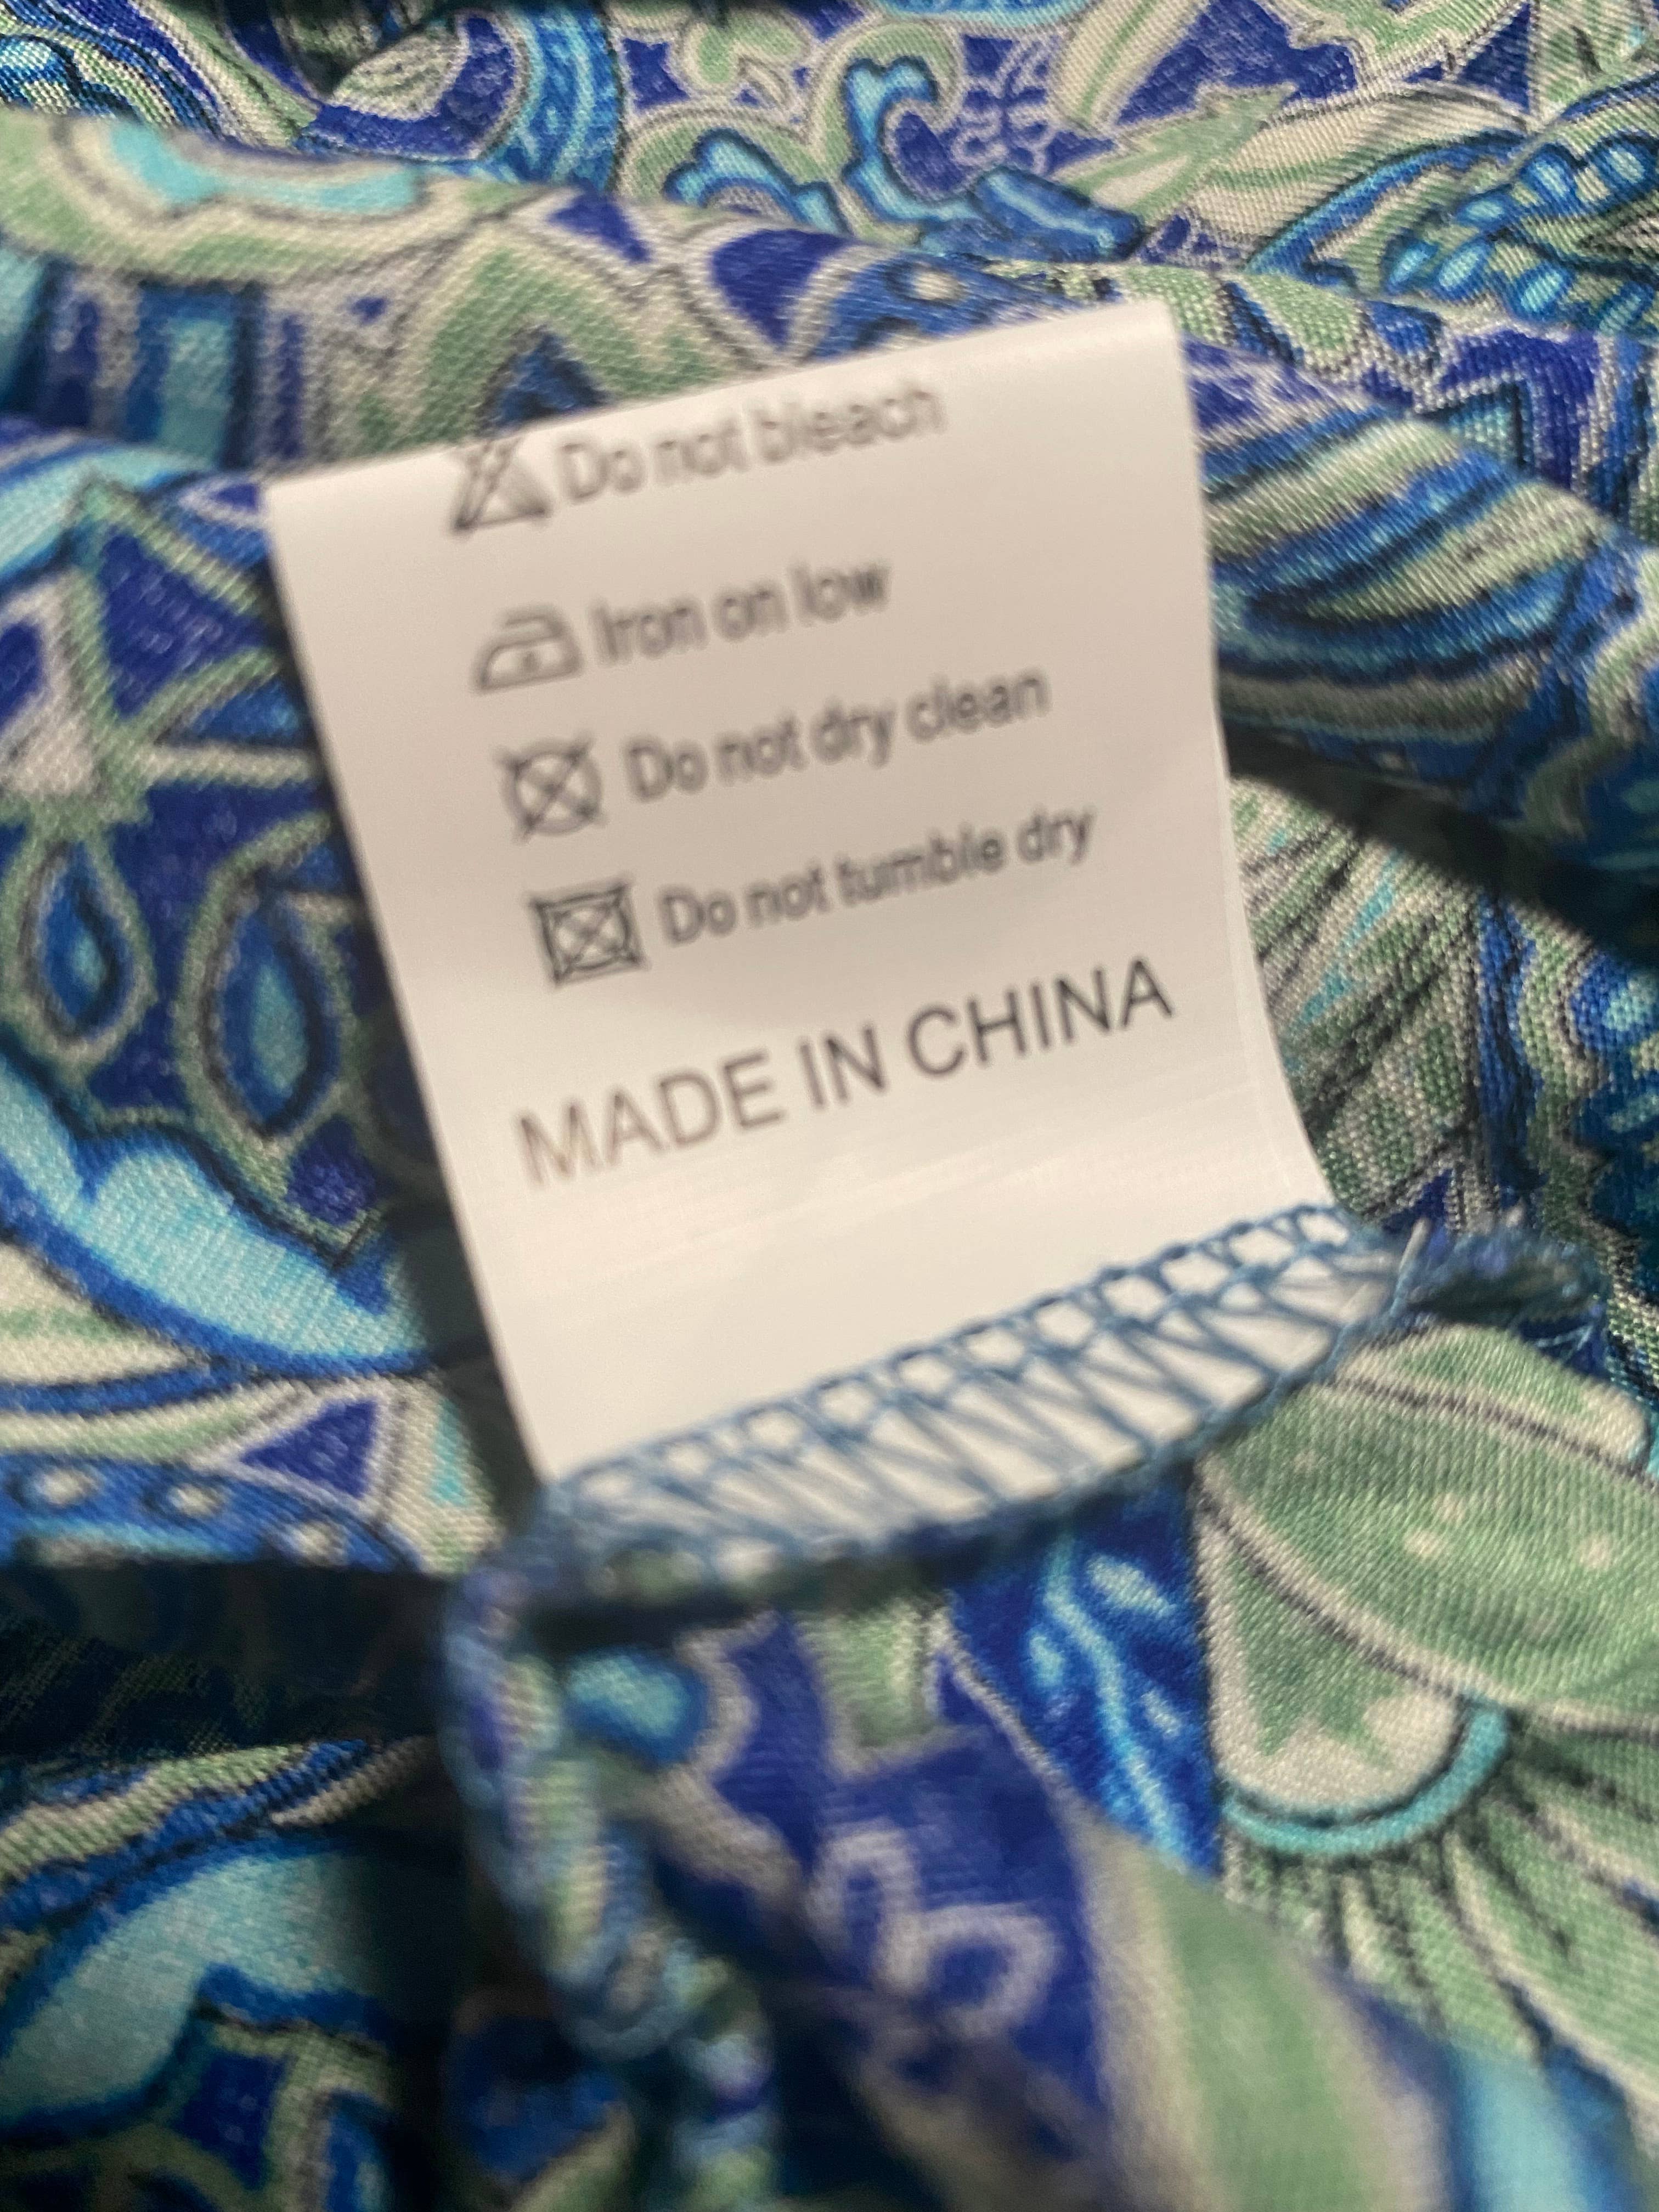 Do not bleach
Iron on low
Do not dry clean
Do not tumble dry
MADE IN CHINA